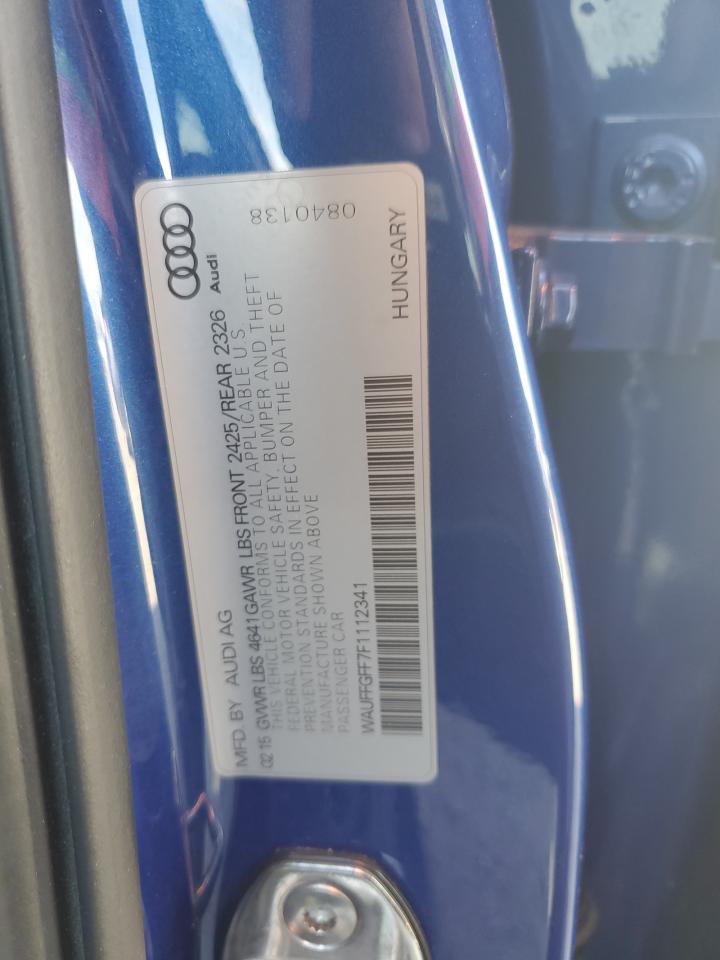 MFD. BY AUDI AG
02 15 GVWR LBS 4641 GAWR LBS FRONT 2425/REAR 2326
THIS VEHICLE CONFORMS TO ALL APPLICABLE U.S.
FEDERAL MOTOR VEHICLE SAFETY, BUMPER AND THEFT
PREVENTION STANDARDS IN EFFECT ON THE DATE OF
MANUFACTURE SHOWN ABOVE
PASSENGER CAR
WAUFFGFF7F1112341
Audi
0840138
HUNGARY